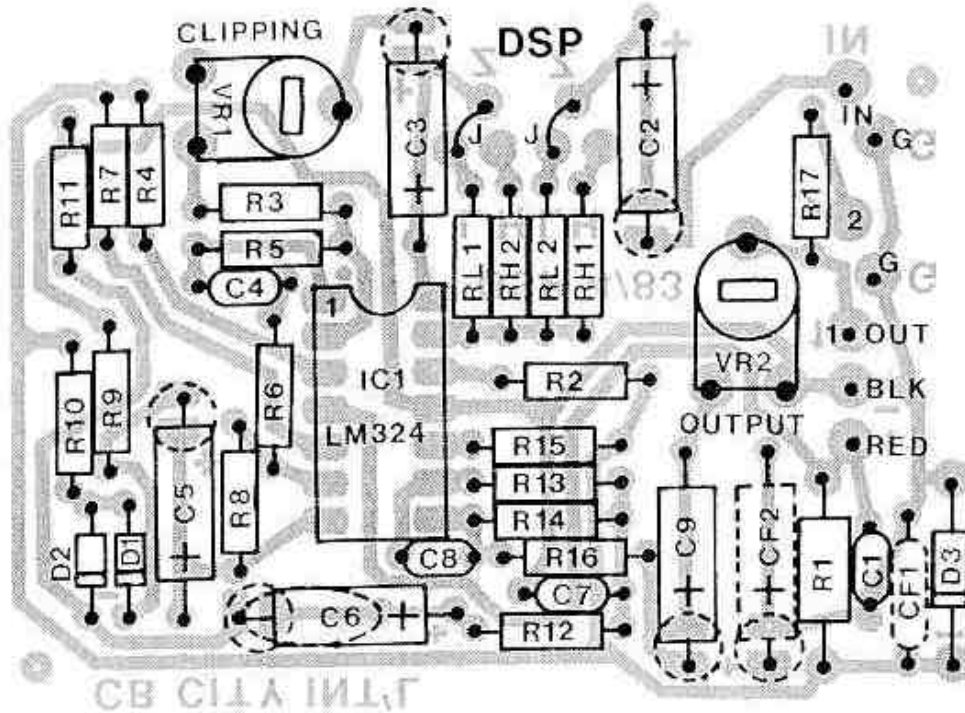 CLIPPING
DSP
IN
VR1
C3
Z
Z
+
C2
+
IN
G
G
J
J
R11
R7
R4
R3
R17
2
R5
RL1
RH2
RL2
RH1
G
G
C4
1/83
1
IC1
LM324
1
OUT
R2
VR2
BLK
R10
R9
R6
OUTPUT
RED
R15
R13
C5
R8
R14
D2
D1
C8
R16
C9
CF2
R1
C1
CF1
D3
+
C7
+
+
C6
+
R12
CB CITY INT'L